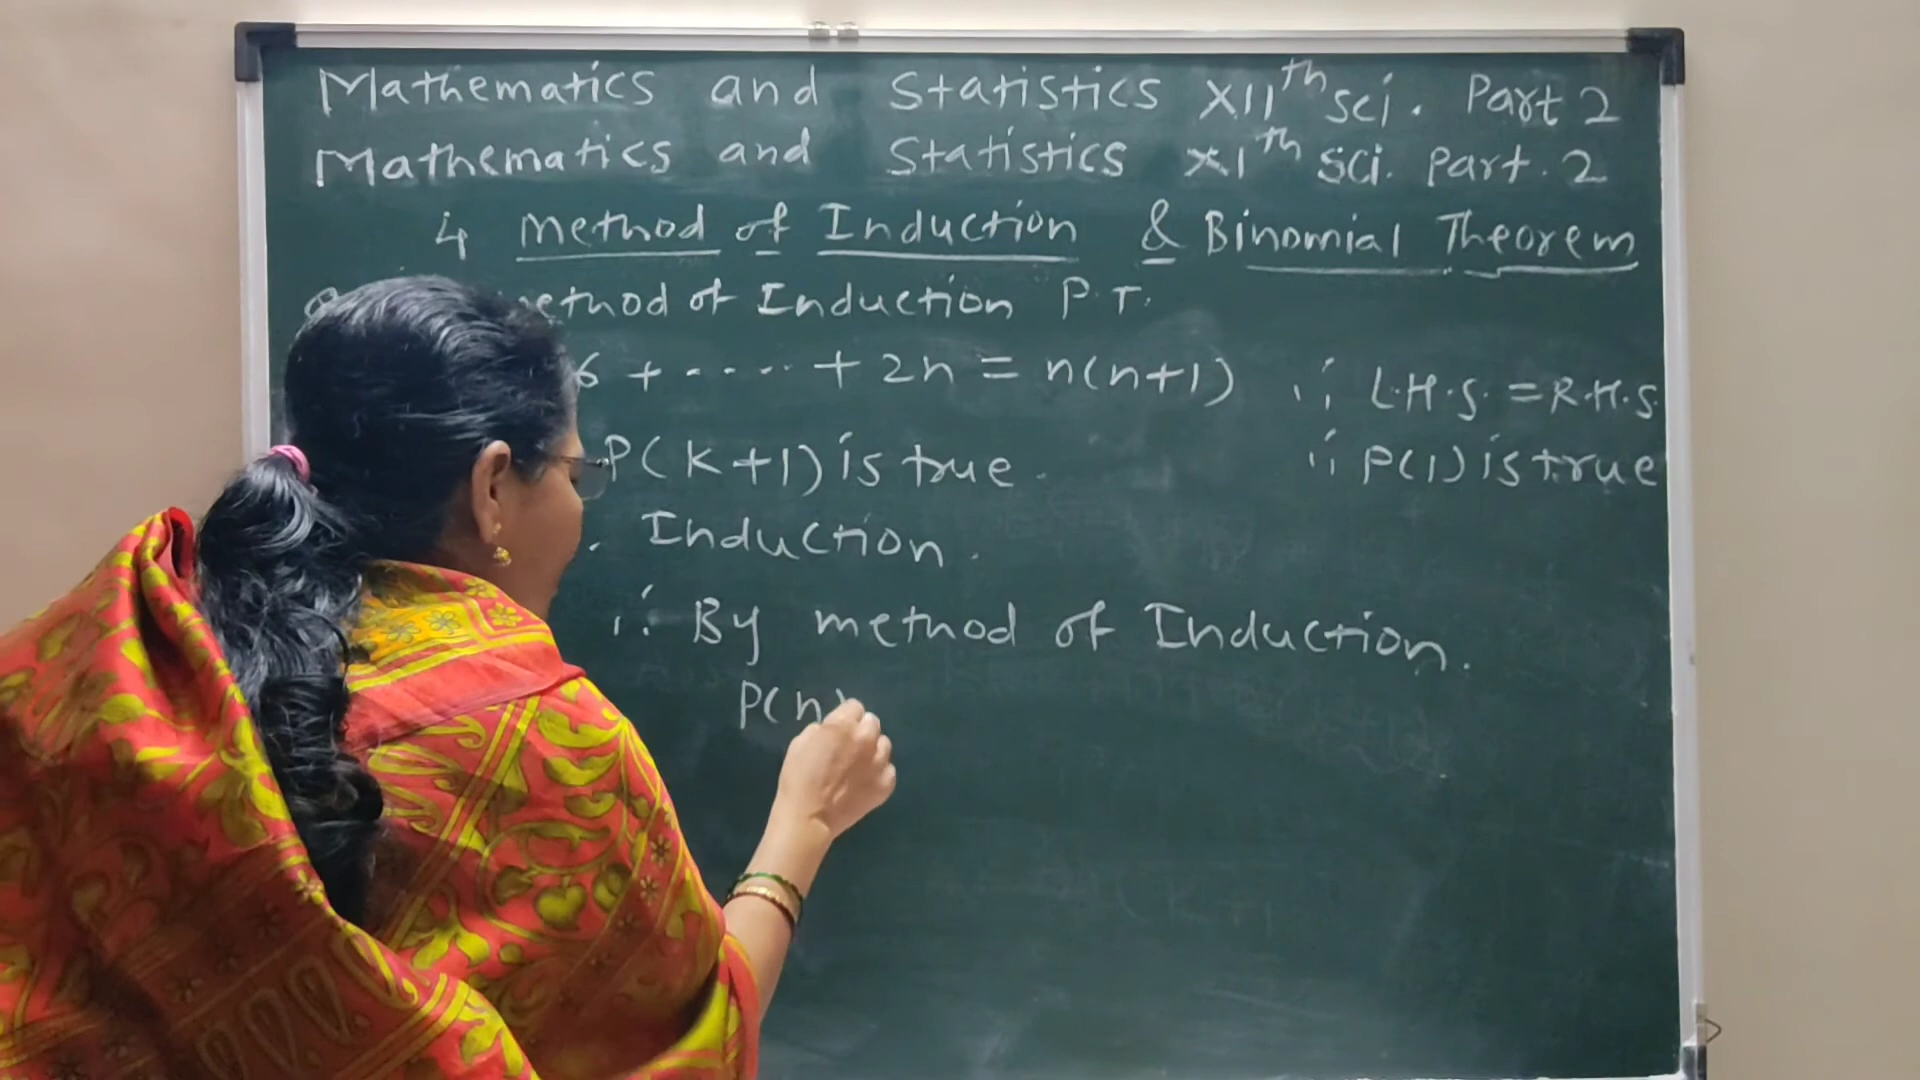 Mathematics and Statistics XIIth Sci. Part 2
Mathematics and Statistics XIth Sci. Part. 2
4 Method of Induction & Binomial Theorem
method of Induction P.T.
6 + ..... + 2n = n(n+1) ∴ L.H.S. = R.H.S.
P(K+1) is true. ∴ P(1) is true
Induction.
∴ By method of Induction.
P(n)